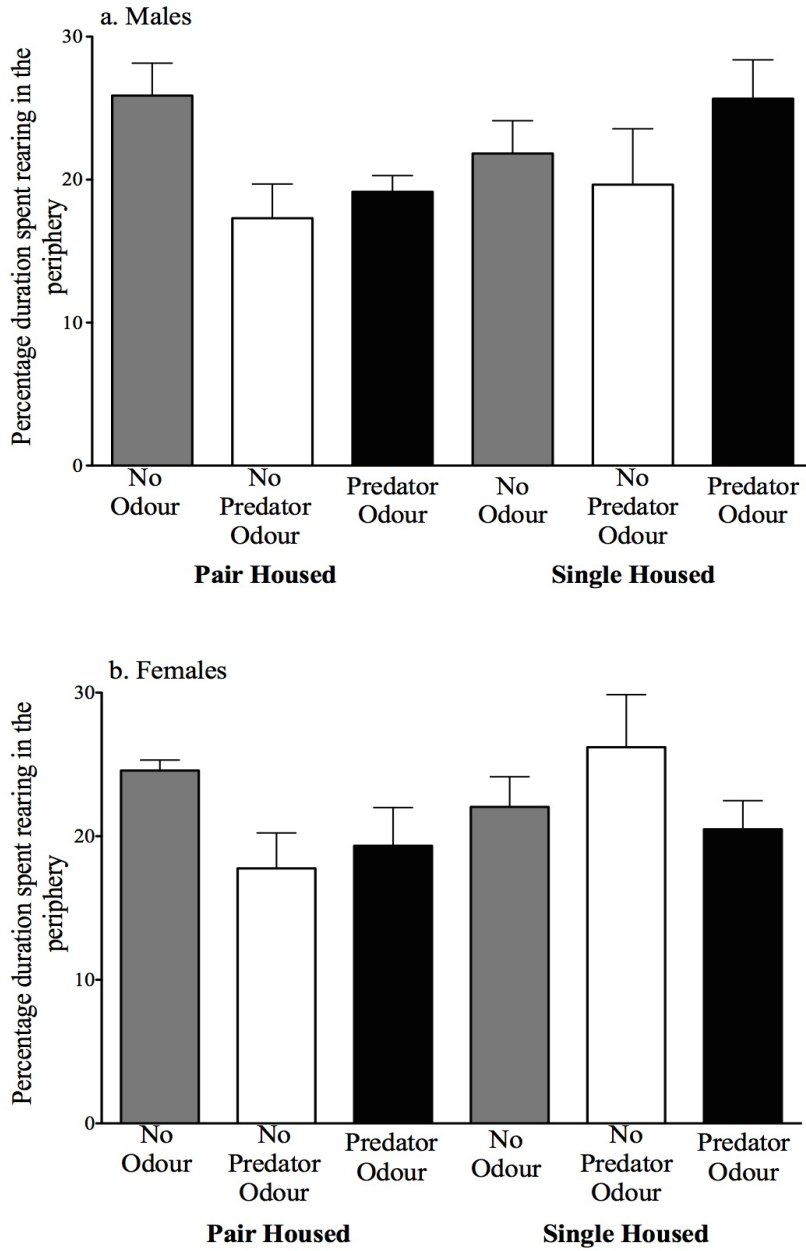 a. Males
Percentage duration spent rearing in the
periphery
30
20
10
0
No
Odour
No
Predator
Odour
Predator
Odour
No
Odour
No
Predator
Odour
Predator
Odour
Pair Housed
Single Housed
b. Females
Percentage duration spent rearing in the
periphery
30
20
10
0
No
Odour
No
Predator
Odour
Predator
Odour
No
Odour
No
Predator
Odour
Predator
Odour
Pair Housed
Single Housed